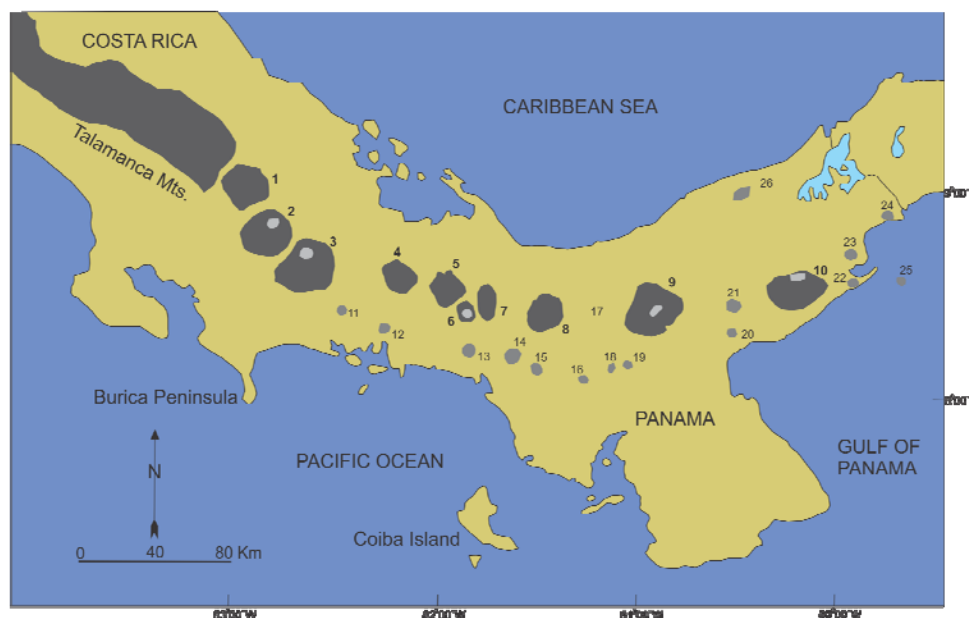 COSTA RICA
CARIBBEAN SEA
Talamanca Mts.
1
2
3
4
5
6
7
8
9
10
11
12
13
14
15
16
17
18
19
20
21
22
23
24
25
26
Burica Peninsula
PANAMA
PACIFIC OCEAN
GULF OF
PANAMA
N
Coiba Island
0 40 80 Km